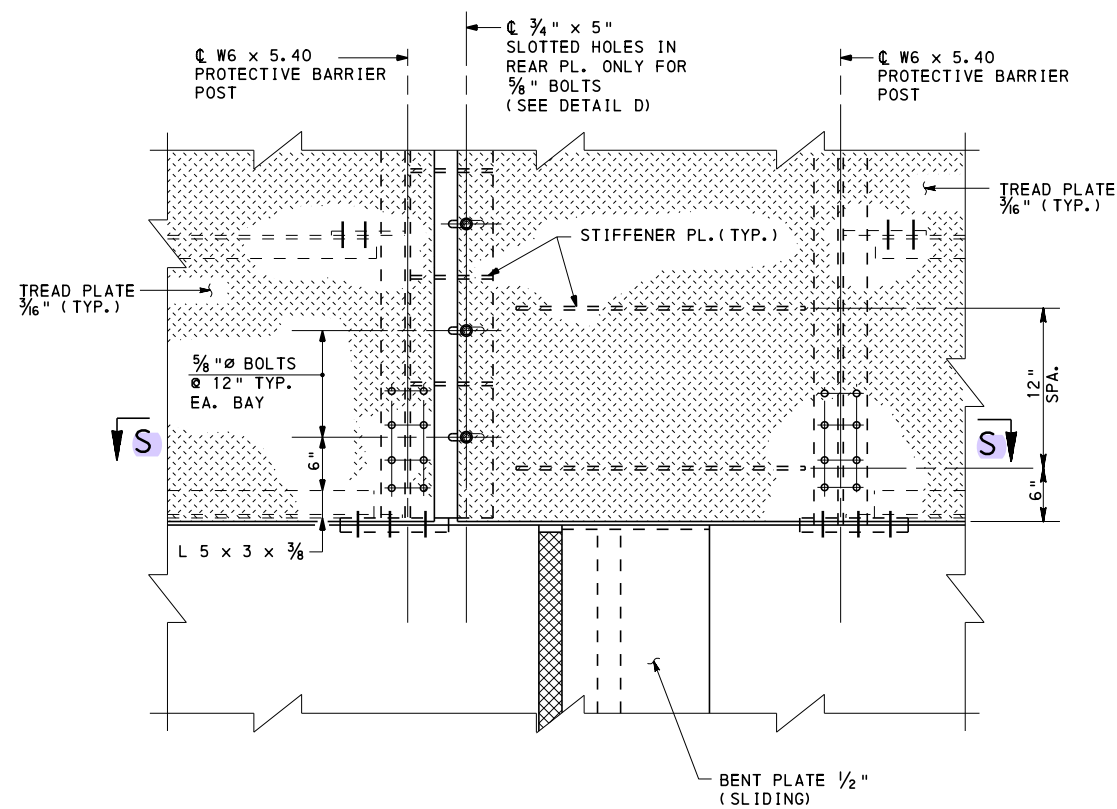 ℄ W6 x 5.40
PROTECTIVE BARRIER
POST
℄ ¾" x 5"
SLOTTED HOLES IN
REAR PL. ONLY FOR
⅝" BOLTS
(SEE DETAIL D)
℄ W6 x 5.40
PROTECTIVE BARRIER
POST
TREAD PLATE
3⁄16" (TYP.)
STIFFENER PL.(TYP.)
TREAD PLATE
3⁄16" (TYP.)
⅝"Ø BOLTS
@ 12" TYP.
EA. BAY
12"
SPA.
S
S
6"
6"
L 5 x 3 x ⅜
BENT PLATE ½"
(SLIDING)